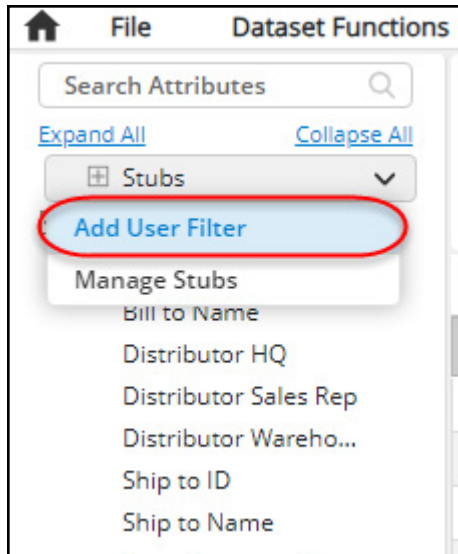 File Dataset Functions
Search Attributes
Expand All Collapse All
Stubs
Add User Filter
Manage Stubs
Bill to Name
Distributor HQ
Distributor Sales Rep
Distributor Wareho...
Ship to ID
Ship to Name